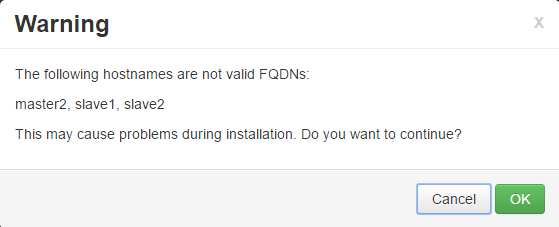 Warning
x
The following hostnames are not valid FQDNs:
master2, slave1, slave2
This may cause problems during installation. Do you want to continue?
Cancel
OK